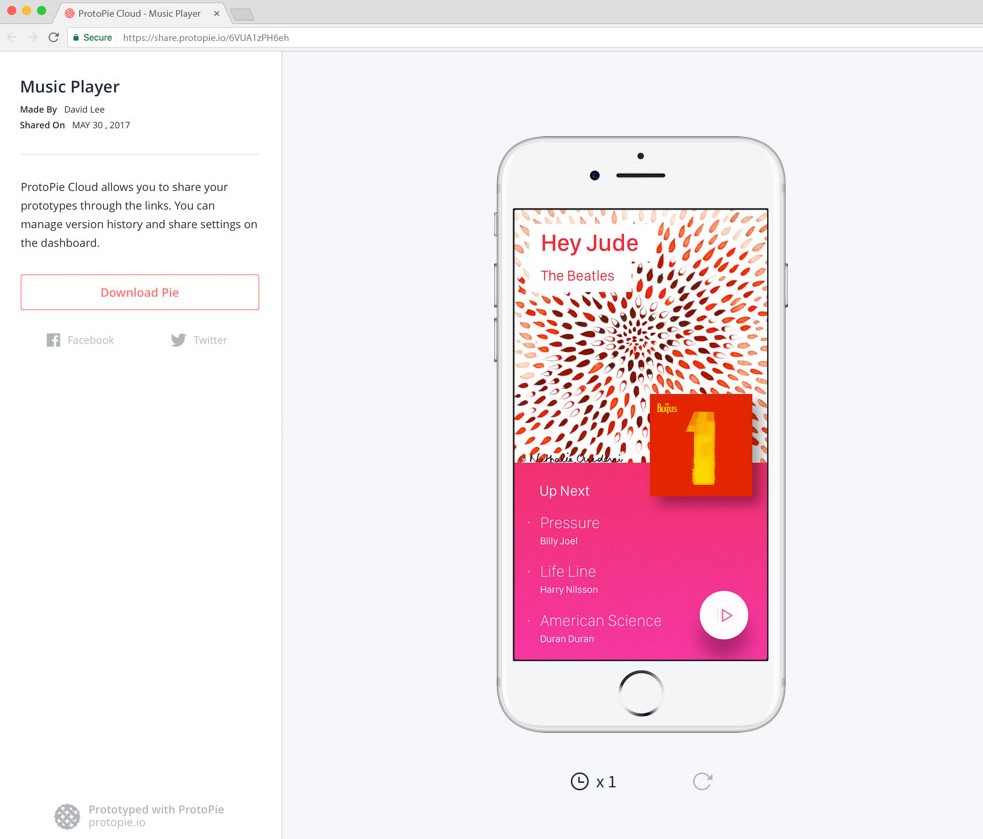 ProtoPie Cloud - Music Player
Secure https://share.protopie.io/6VUA1zPH6eh
Music Player
Made By David Lee
Shared On MAY 30 , 2017
ProtoPie Cloud allows you to share your
prototypes through the links. You can
manage version history and share settings on
the dashboard.
Download Pie
Facebook Twitter
Prototyped with ProtoPie
protopie.io
Hey Jude
The Beatles
BEATLES
1
Up Next
Pressure
Billy Joel
Life Line
Harry Nilsson
American Science
Duran Duran
x 1